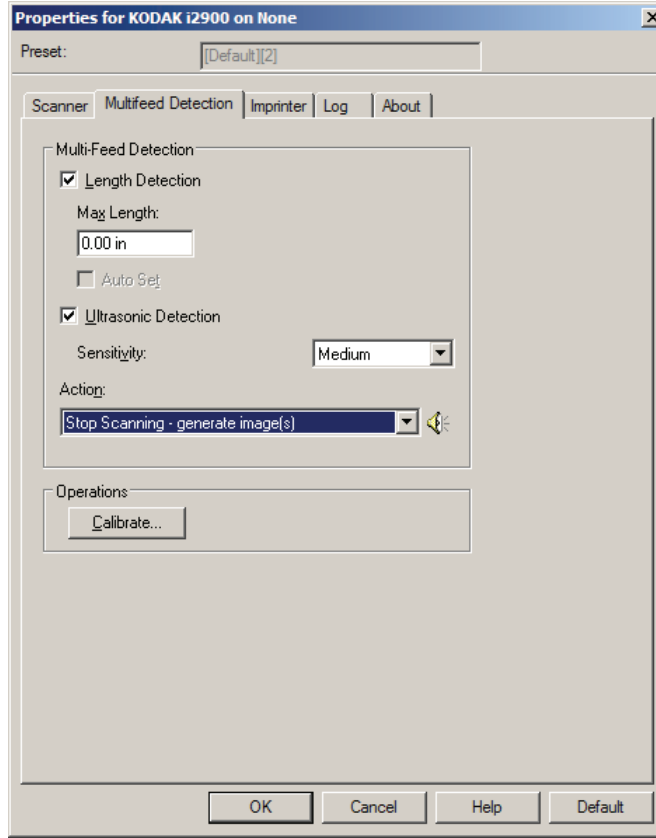 Properties for KODAK i2900 on None
Preset: [Default][2]
Scanner Multifeed Detection Imprinter Log About
Multi-Feed Detection
Length Detection
Max Length:
0.00 in
Auto Set
Ultrasonic Detection
Sensitivity: Medium
Action:
Stop Scanning - generate image(s)
Operations
Calibrate...
OK Cancel Help Default